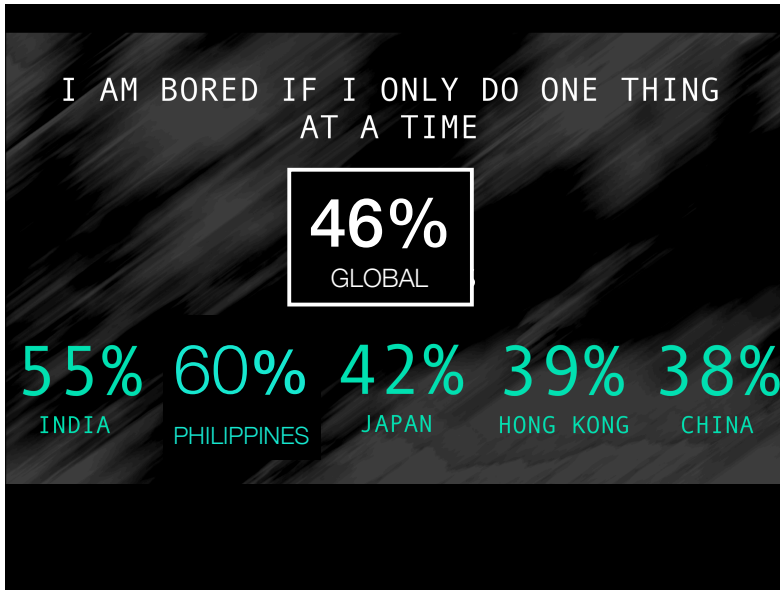 I AM BORED IF I ONLY DO ONE THING
AT A TIME
46%
GLOBAL
55% 60% 42% 39% 38%
INDIA PHILIPPINES JAPAN HONG KONG CHINA